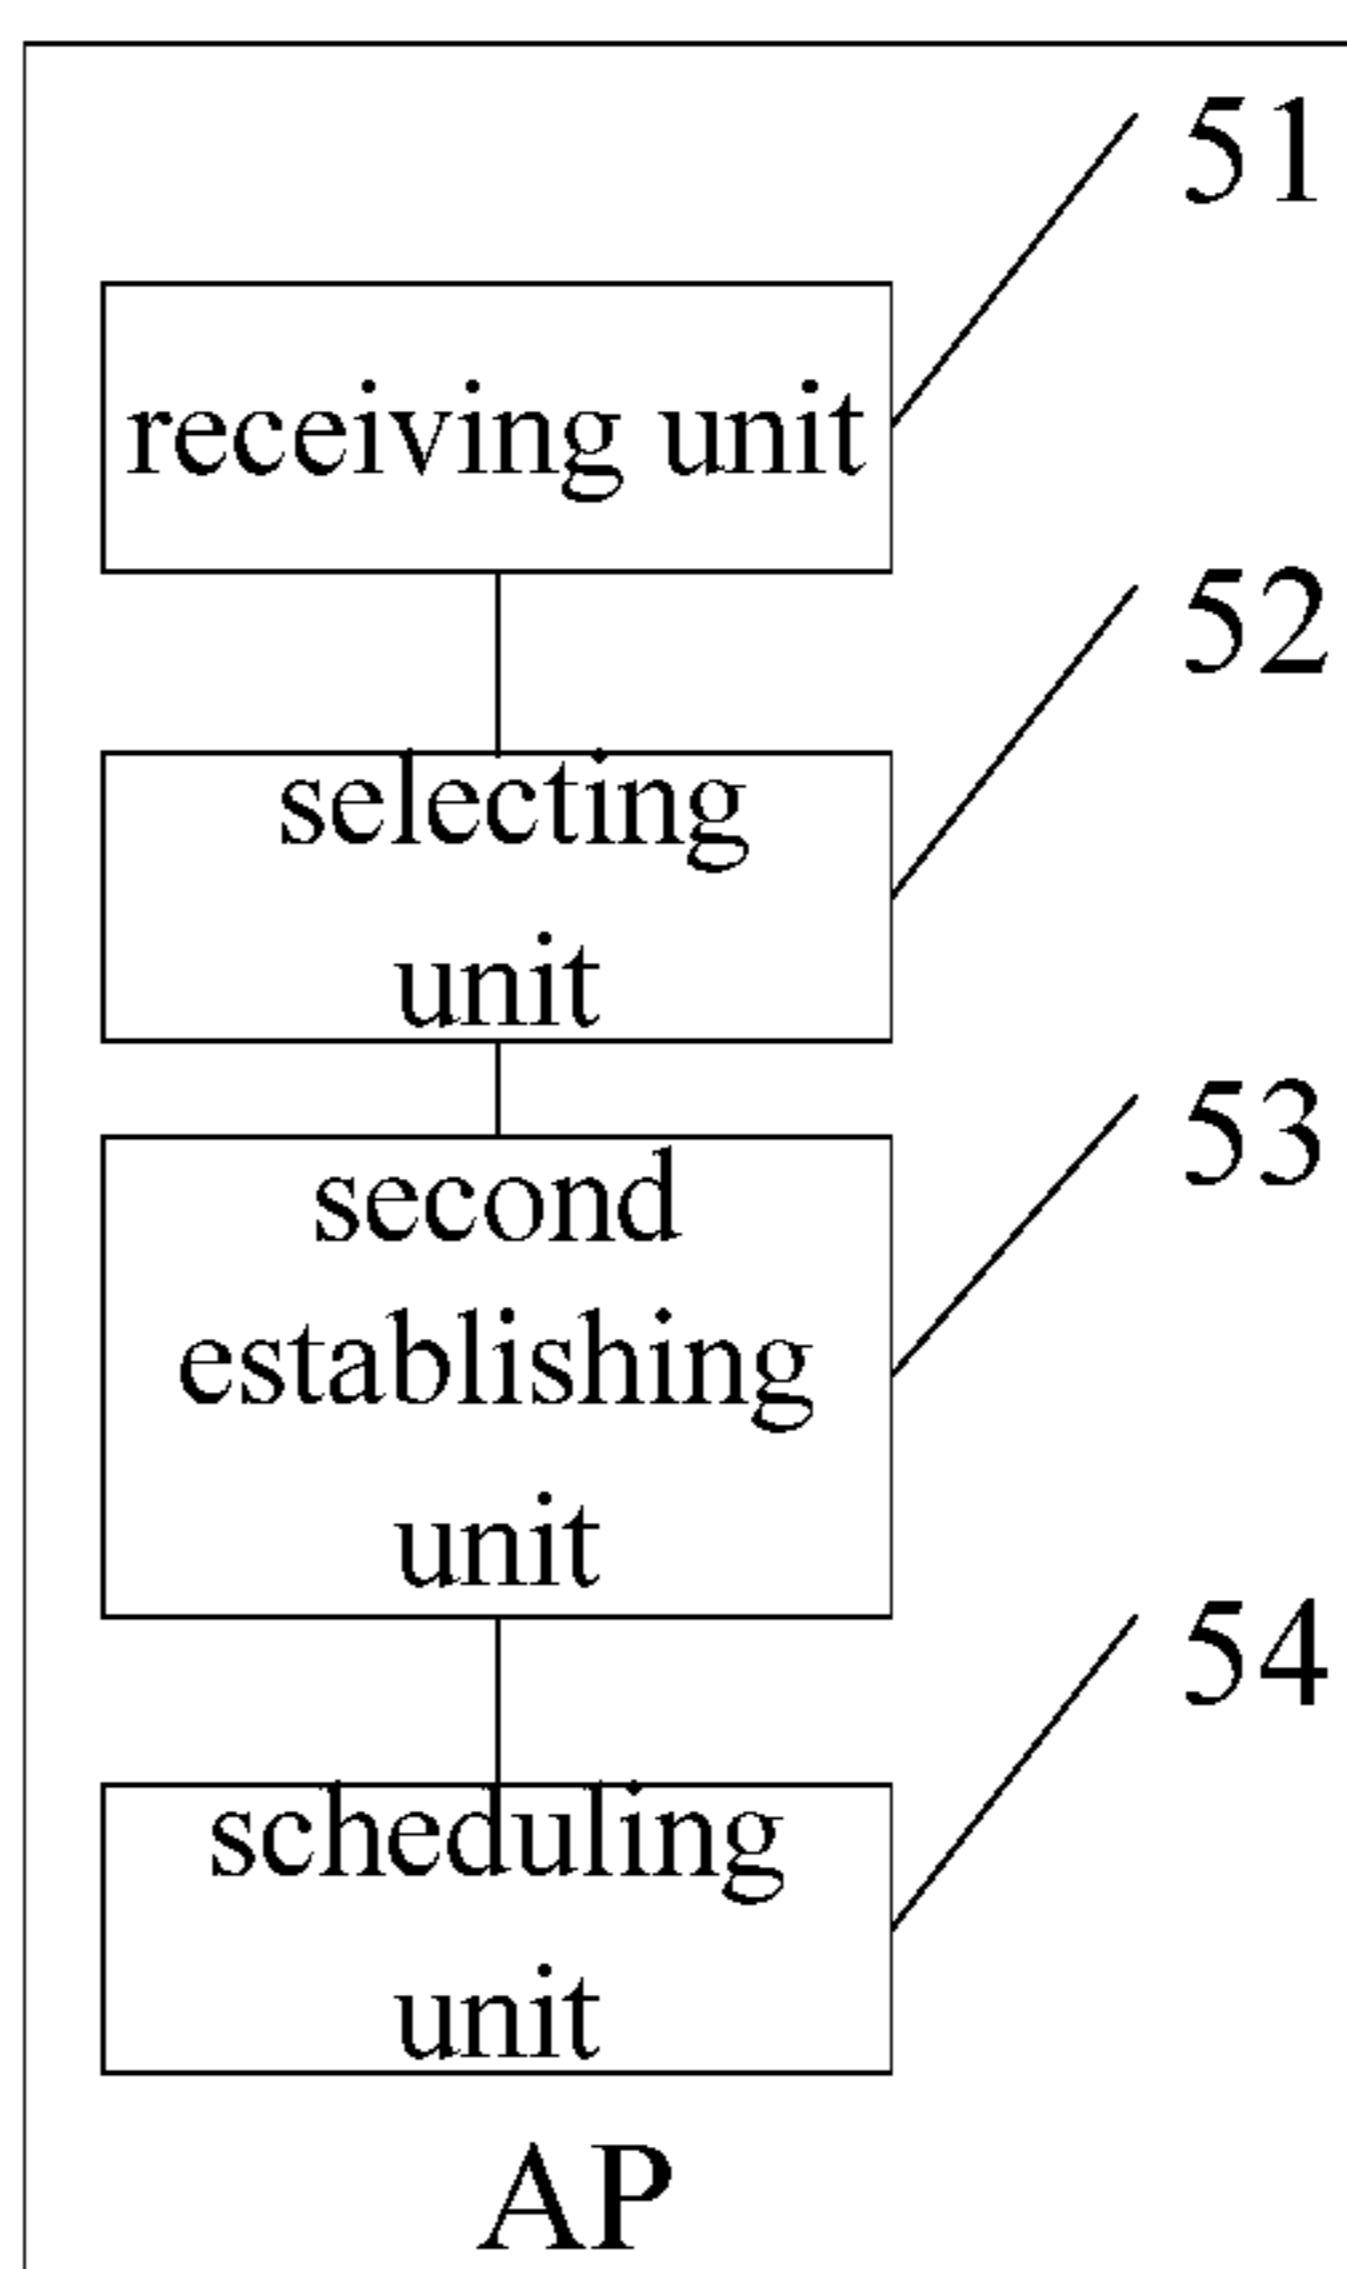 51
receiving unit
52
selecting
unit
53
second
establishing
unit
54
scheduling
unit
AP